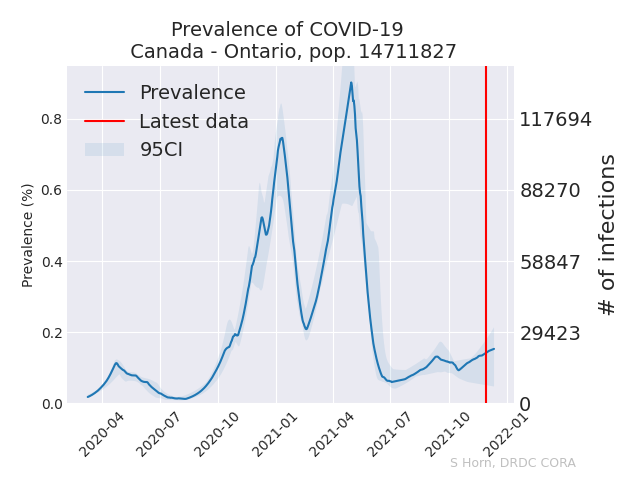 Prevalence of COVID-19
Canada - Ontario, pop. 14711827
Prevalence
Latest data
95CI
Prevalence (%)
0.8
0.6
0.4
0.2
0.0
117694
88270
58847
29423
0
# of infections
2020-04
2020-07
2020-10
2021-01
2021-04
2021-07
2021-10
2022-01
S Horn, DRDC CORA